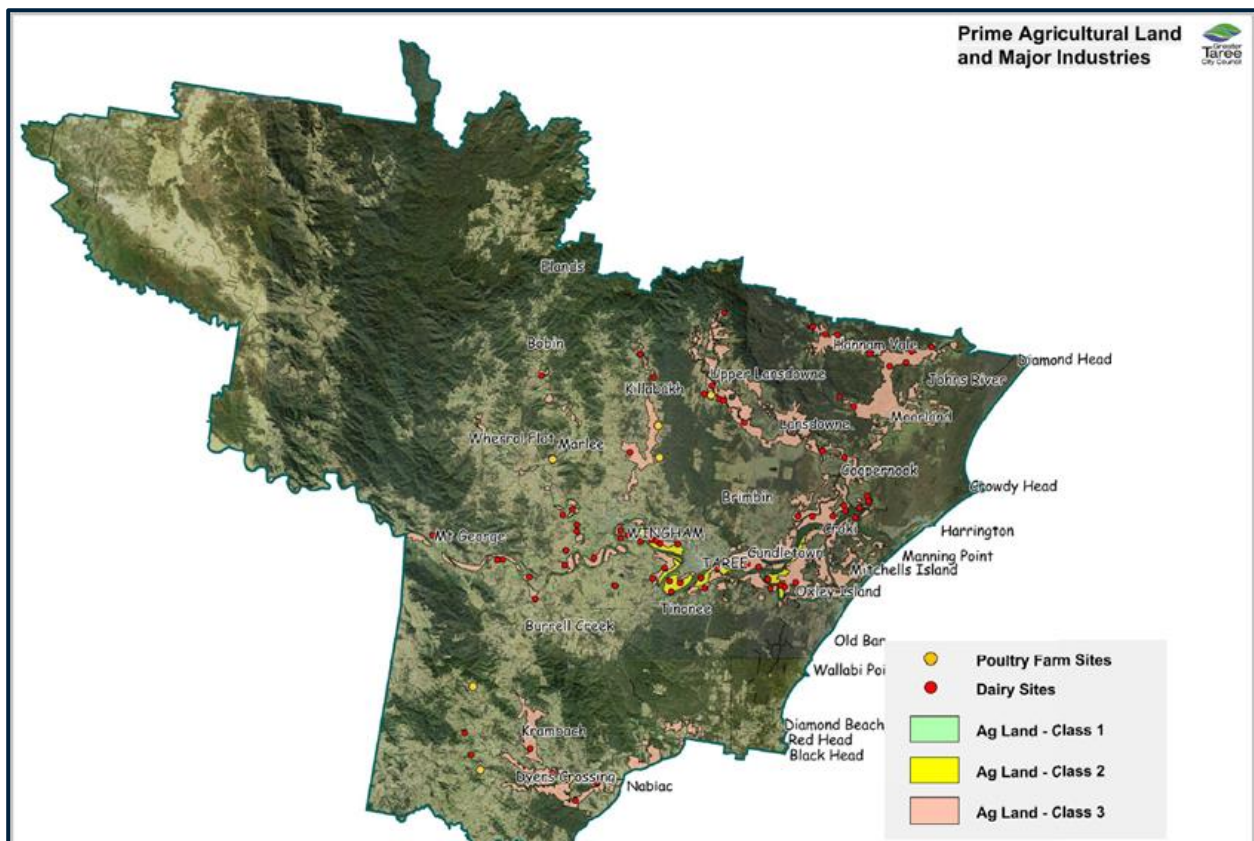 Prime Agricultural Land
and Major Industries
Greater
Taree
City Council
Elands
Bobin
Hannam Vale
Diamond Head
Killabakh
Upper Lansdowne
Johns River
Moorland
Lansdowne
Wherrol Flat
Marlee
Coopernook
Brimbin
Crowdy Head
Mt George
WINGHAM
Croki
Harrington
Cundletown
Manning Point
TAREE
Mitchells Island
Oxley Island
Tinonee
Burrell Creek
Old Bar
Wallabi Poi
Poultry Farm Sites
Dairy Sites
Diamond Beach
Red Head
Black Head
Ag Land - Class 1
Krambach
Ag Land - Class 2
Dyers Crossing
Nabiac
Ag Land - Class 3